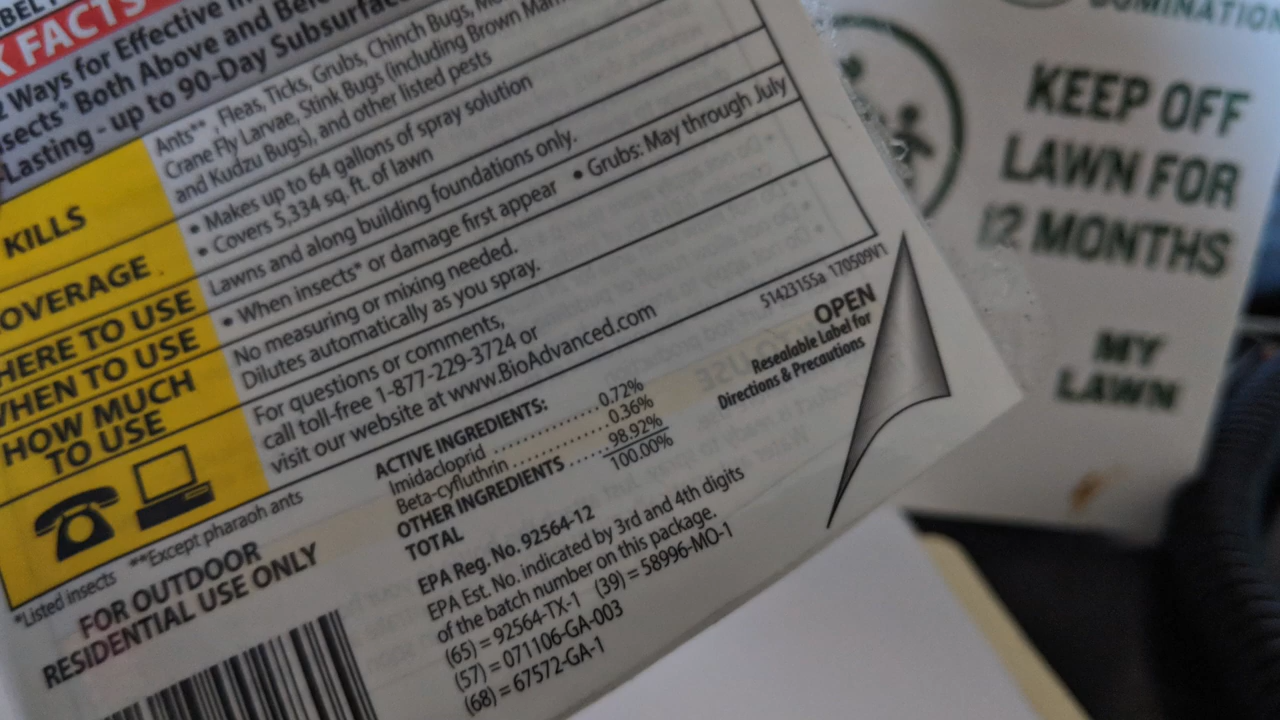 FACTS
2 Ways for Effective
Both Above and
Lasting - up to 90-Day
KILLS
Ants**, Fleas, Ticks, Grubs, Chinch Bugs,
Crane Fly Larvae, Stink Bugs (including Brown
and Kudzu Bugs), and other listed pests
• Makes up to 64 gallons of spray solution
• Covers 5,334 sq. ft. of lawn
WHERE TO USE
Lawns and along building foundations only.
WHEN TO USE
• When insects* or damage first appear • Grubs: May through July
HOW MUCH
TO USE
No measuring or mixing needed.
Dilutes automatically as you spray.
For questions or comments,
call toll-free 1-877-229-3724 or
visit our website at www.BioAdvanced.com
*Listed insects **Except pharaoh ants
51423155a 170509V1
FOR OUTDOOR
RESIDENTIAL USE ONLY
ACTIVE INGREDIENTS:
Imidacloprid 0.72%
Beta-cyfluthrin 0.36%
OTHER INGREDIENTS 98.92%
TOTAL 100.00%
EPA Reg. No. 92564-12
EPA Est. No. indicated by 3rd and 4th digits
of the batch number on this package.
(65) = 92564-TX-1 (39) = 58996-MO-1
(57) = 071106-GA-003
(68) = 67572-GA-1
OPEN
Resealable Label for
Directions & Precautions
DOMINATION
KEEP OFF
LAWN FOR
12 MONTHS
MY
LAWN